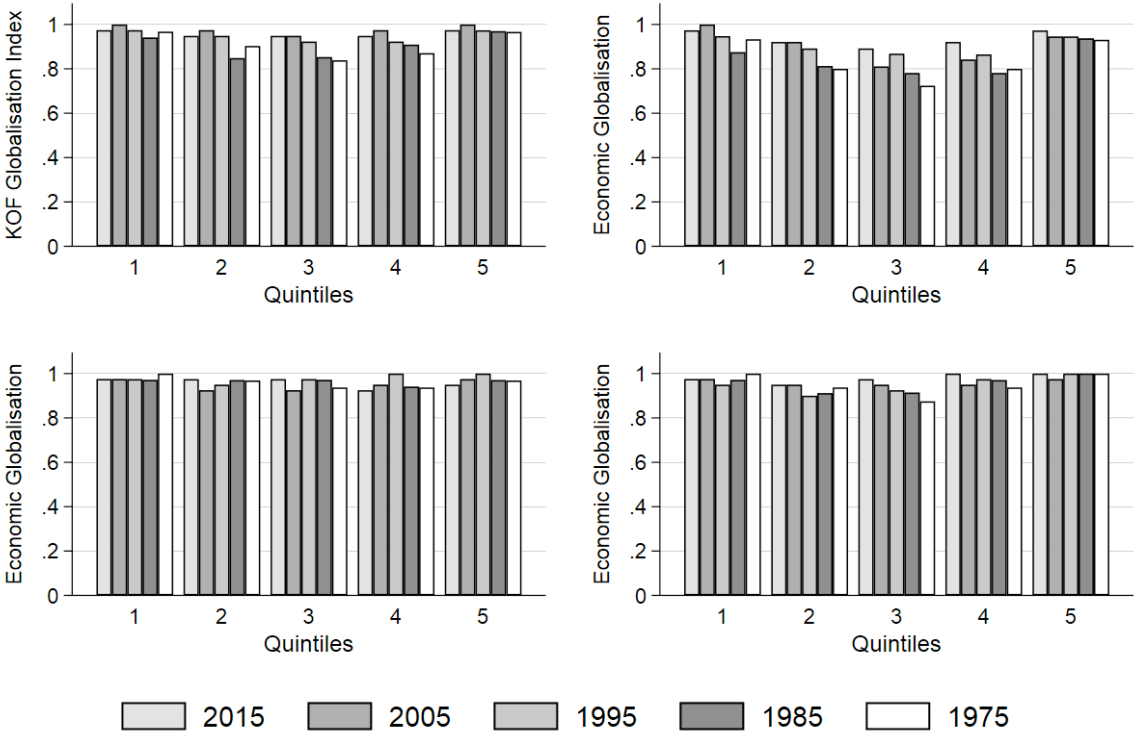 KOF Globalisation Index
1
.8
.6
.4
.2
0
1 2 3 4 5
Quintiles
Economic Globalisation
1
.8
.6
.4
.2
0
1 2 3 4 5
Quintiles
Economic Globalisation
1
.8
.6
.4
.2
0
1 2 3 4 5
Quintiles
Economic Globalisation
1
.8
.6
.4
.2
0
1 2 3 4 5
Quintiles
2015 2005 1995 1985 1975